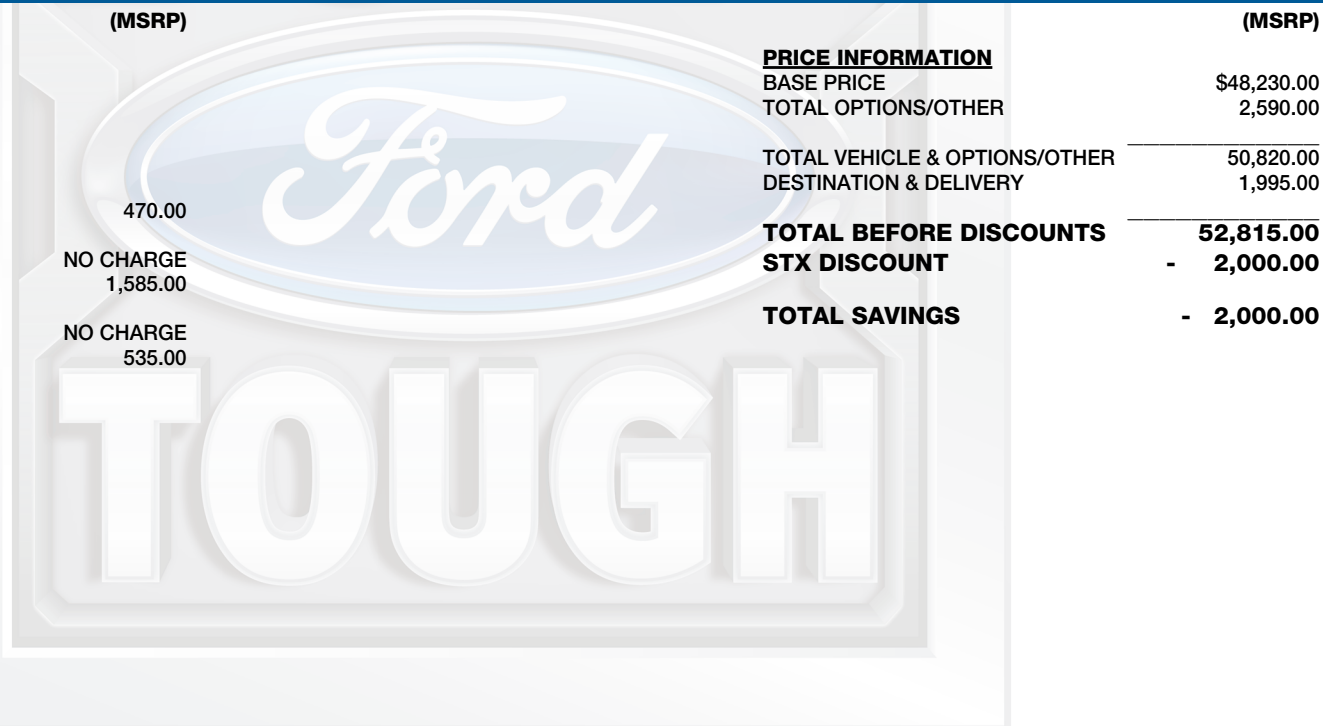 (MSRP)
470.00
NO CHARGE
1,585.00
NO CHARGE
535.00
Ford
TOUGH
(MSRP)
PRICE INFORMATION
BASE PRICE $48,230.00
TOTAL OPTIONS/OTHER 2,590.00
TOTAL VEHICLE & OPTIONS/OTHER 50,820.00
DESTINATION & DELIVERY 1,995.00
TOTAL BEFORE DISCOUNTS 52,815.00
STX DISCOUNT - 2,000.00
TOTAL SAVINGS - 2,000.00